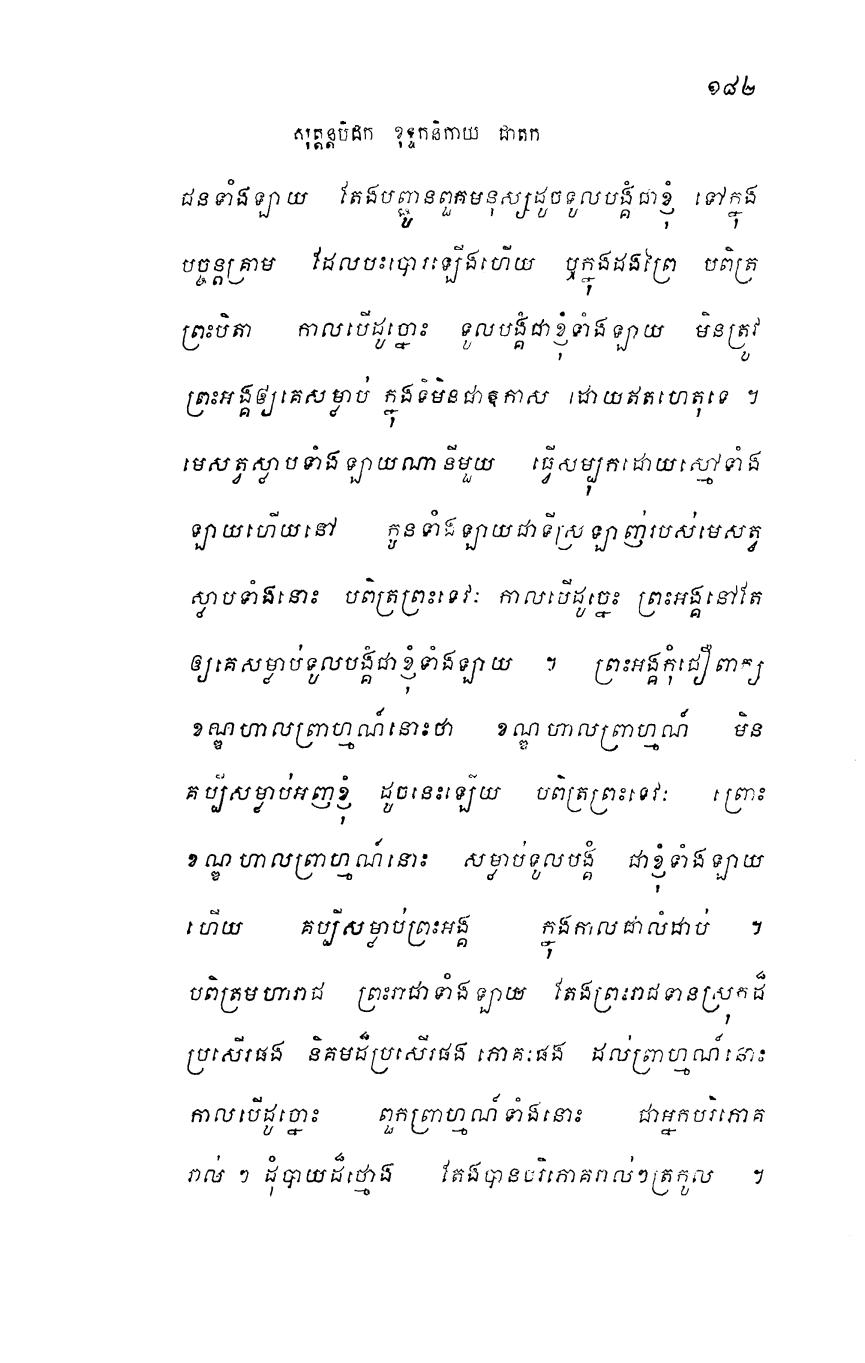 ១៨២
សុត្តន្តបិដក ខុទ្ទកនិកាយ ជាតក
ជនទាំងឡាយ តែងបញ្ជូនពួកមនុស្សដូចទូលបង្គំជាខ្ញុំ ទៅក្នុង
បច្ចន្តគ្រាម ដែលបះបោរឡើងហើយ ឬក្នុងដងព្រៃ បពិត្រ
ព្រះបិតា កាលបើដូច្នោះ ទូលបង្គំជាខ្ញុំទាំងឡាយ មិនត្រូវ
ព្រះអង្គឲ្យគេសម្លាប់ ក្នុងទីមិនជាឱកាស ដោយឥតហេតុទេ ។
មេសត្វស្លាបទាំងឡាយណានីមួយ ធ្វើសម្បុកដោយស្មៅទាំង
ឡាយហើយនៅ កូនទាំងឡាយជាទីស្រឡាញ់របស់មេសត្វ
ស្លាបទាំងនោះ បពិត្រព្រះទេវៈ កាលបើដូច្នេះ ព្រះអង្គនៅតែ
ឲ្យគេសម្លាប់ទូលបង្គំជាខ្ញុំទាំងឡាយ ។ ព្រះអង្គកុំជឿពាក្យ
ខណ្ឌហាលព្រាហ្មណ៍នោះថា ខណ្ឌហាលព្រាហ្មណ៍ មិន
គប្បីសម្លាប់អញខ្ញុំ ដូចនេះឡើយ បពិត្រព្រះទេវៈ ព្រោះ
ខណ្ឌហាលព្រាហ្មណ៍នោះ សម្លាប់ទូលបង្គំ ជាខ្ញុំទាំងឡាយ
ហើយ គប្បីសម្លាប់ព្រះអង្គ ក្នុងកាលជាលំដាប់ ។
បពិត្រមហារាជ ព្រះរាជាទាំងឡាយ តែងព្រះរាជទានស្រុកដ៏
ប្រសើរផង និគមដ៏ប្រសើរផង ភោគៈផង ដល់ព្រាហ្មណ៍នោះ
កាលបើដូច្នោះ ពួកព្រាហ្មណ៍ទាំងនោះ ជាអ្នកបរិភោគ
រាល់ ៗ ដុំបាយដ៏ថ្មោង តែងបានបរិភោគរាល់ៗត្រកូល ។